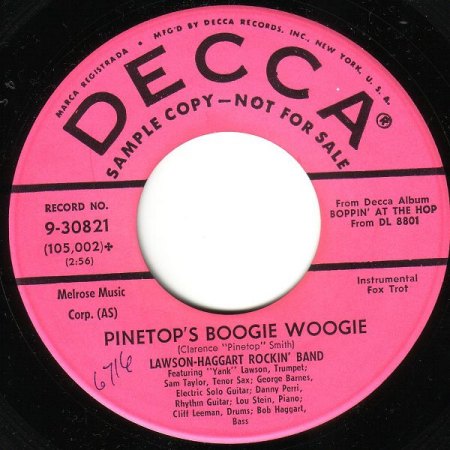 MARCA REGISTRADA • MFG'D BY DECCA RECORDS, INC., NEW YORK, U. S. A.
DECCA®
SAMPLE COPY—NOT FOR SALE
RECORD NO.
9-30821
(105,002)✢
(2:56)
Melrose Music
Corp. (AS)
From Decca Album
BOPPIN' AT THE HOP
From DL 8801
Instrumental
Fox Trot
PINETOP'S BOOGIE WOOGIE
(Clarence "Pinetop" Smith)
LAWSON-HAGGART ROCKIN' BAND
Featuring "Yank" Lawson, Trumpet;
Sam Taylor, Tenor Sax; George Barnes,
Electric Solo Guitar; Danny Perri,
Rhythm Guitar; Lou Stein, Piano;
Cliff Leeman, Drums; Bob Haggart,
Bass
6716